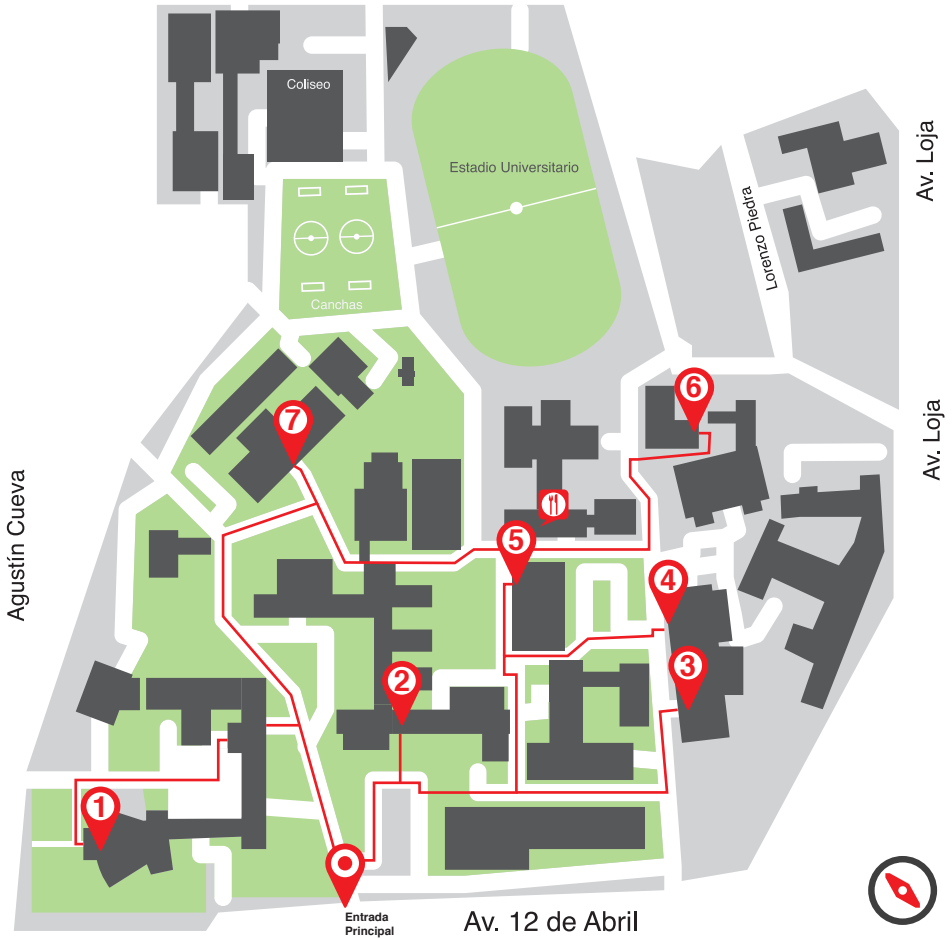 Coliseo
Estadio Universitario
Av. Loja
Lorenzo Piedra
Canchas
6
7
Av. Loja
5
Agustín Cueva
4
3
2
1
Entrada
Principal
Av. 12 de Abril